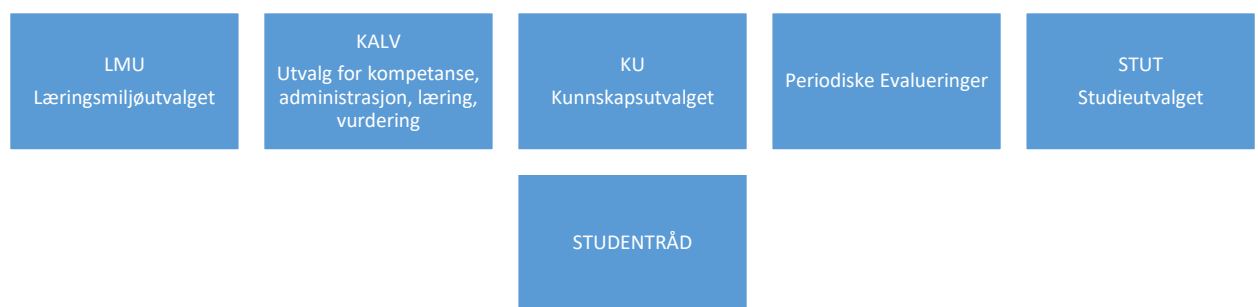 LMU
Læringsmiljøutvalget
KALV
Utvalg for kompetanse,
administrasjon, læring,
vurdering
KU
Kunnskapsutvalget
Periodiske Evalueringer
STUT
Studieutvalget
STUDENTRÅD